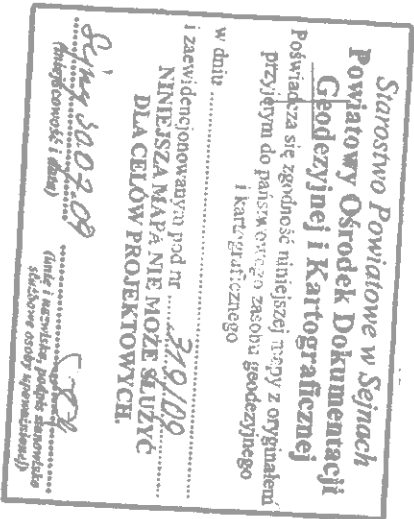 Starostwo Powiatowe w Sejnach
Powiatowy Ośrodek Dokumentacji
Geodezyjnej i Kartograficznej
Poświadcza się zgodność niniejszej mapy z oryginałem
przyjętym do państwowego zasobu geodezyjnego
i kartograficznego
w dniu ..............................
i zaewidencjonowanym pod nr ......319/09......
NINIEJSZA MAPA NIE MOŻE SŁUŻYĆ
DLA CELÓW PROJEKTOWYCH.
30.07.09
(miejscowość i data)
(imię i nazwisko, podpis stanowisko
służbowe osoby upoważnionej)